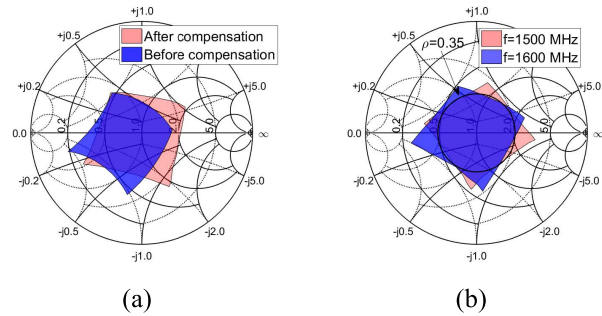 +j1.0
After compensation
Before compensation
+j0.5
+j0.2
+j5.0
0.0
0.2
0.5
1.0
2.0
5.0
∞
-j0.2
-j5.0
-j0.5
-j2.0
-j1.0
(a)
+j1.0
f=1500 MHz
f=1600 MHz
+j0.5
ρ=0.35
+j0.2
+j5.0
0.0
0.2
0.5
1.0
2.0
5.0
∞
-j0.2
-j5.0
-j0.5
-j2.0
-j1.0
(b)